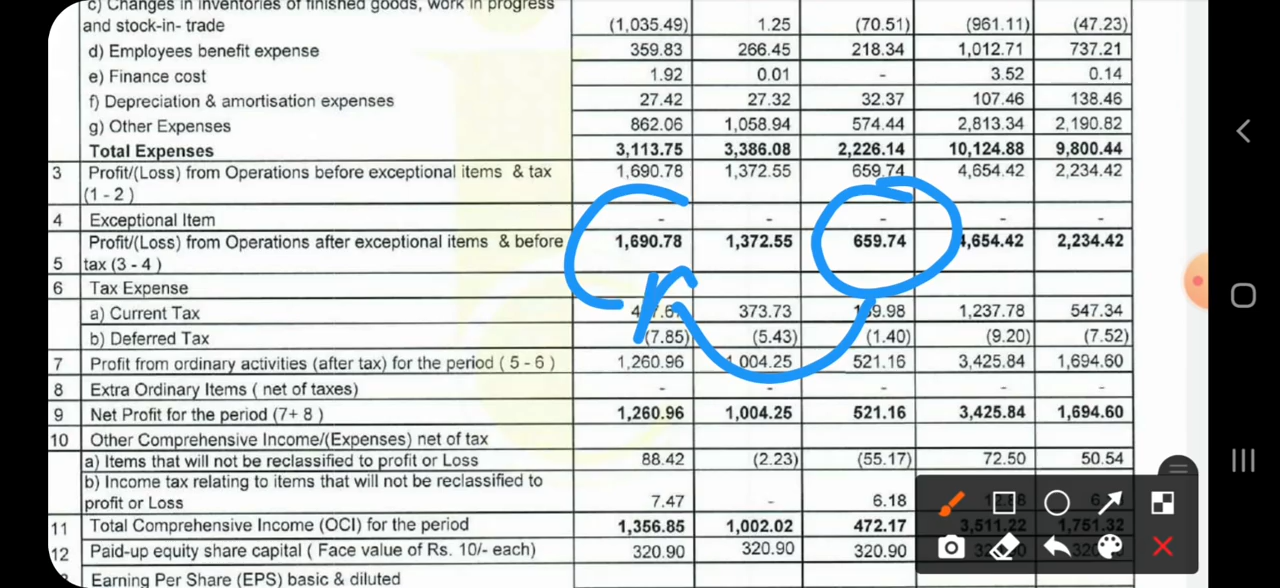 c) Changes in inventories of finished goods, work in progress
and stock-in- trade (1,035.49) 1.25 (70.51) (961.11) (47.23)
d) Employees benefit expense 359.83 266.45 218.34 1,012.71 737.21
e) Finance cost 1.92 0.01 - 3.52 0.14
f) Depreciation & amortisation expenses 27.42 27.32 32.37 107.46 138.46
g) Other Expenses 862.06 1,058.94 574.44 2,813.34 2,190.82
Total Expenses 3,113.75 3,386.08 2,226.14 10,124.88 9,800.44
3 Profit/(Loss) from Operations before exceptional items & tax 1,690.78 1,372.55 659.74 4,654.42 2,234.42
(1 - 2 )
4 Exceptional Item - - - - -
Profit/(Loss) from Operations after exceptional items & before 1,690.78 1,372.55 659.74 4,654.42 2,234.42
5 tax (3 - 4 )
6 Tax Expense
a) Current Tax 373.73 1,237.78 547.34
b) Deferred Tax (7.85) (5.43) (1.40) (9.20) (7.52)
7 Profit from ordinary activities (after tax) for the period ( 5 - 6 ) 1,260.96 1,004.25 521.16 3,425.84 1,694.60
8 Extra Ordinary Items ( net of taxes) - - - - -
9 Net Profit for the period (7+ 8 ) 1,260.96 1,004.25 521.16 3,425.84 1,694.60
10 Other Comprehensive Income/(Expenses) net of tax
a) Items that will not be reclassified to profit or Loss 88.42 (2.23) (55.17) 72.50 50.54
b) Income tax relating to items that will not be reclassified to
profit or Loss 7.47 - 6.18
11 Total Comprehensive Income (OCI) for the period 1,356.85 1,002.02 472.17 3,511.22 1,751.32
12 Paid-up equity share capital ( Face value of Rs. 10/- each) 320.90 320.90 320.90
Earning Per Share (EPS) basic & diluted